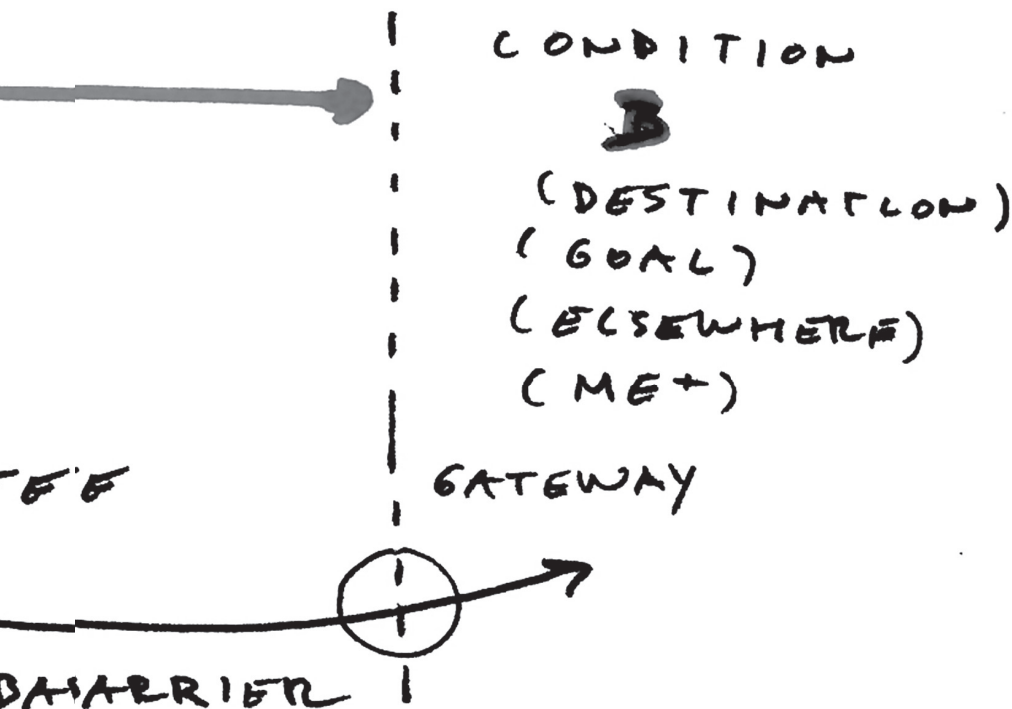 CONDITION
B
(DESTINATION)
(GOAL)
(ELSEWHERE)
(ME+)
GATEWAY